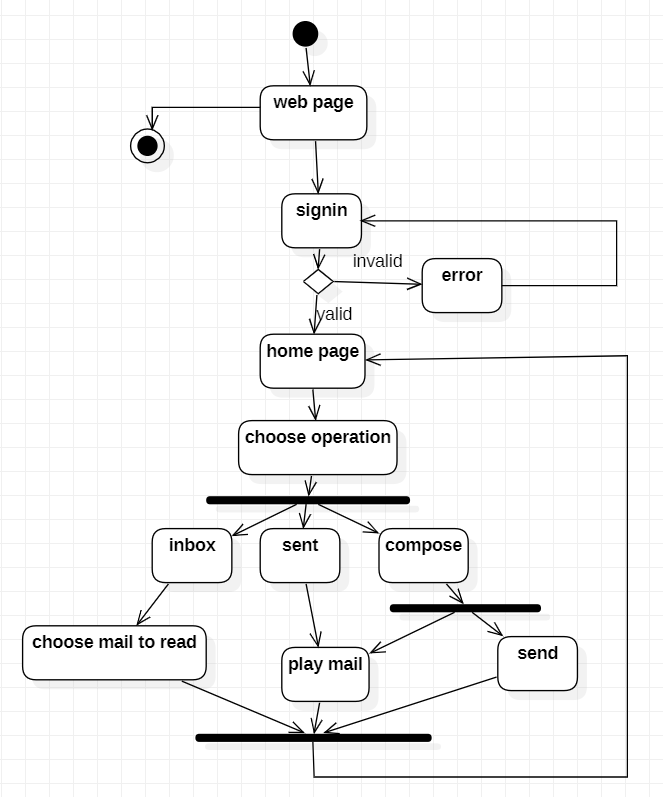 web page
signin
invalid
error
valid
home page
choose operation
inbox
sent
compose
choose mail to read
play mail
send